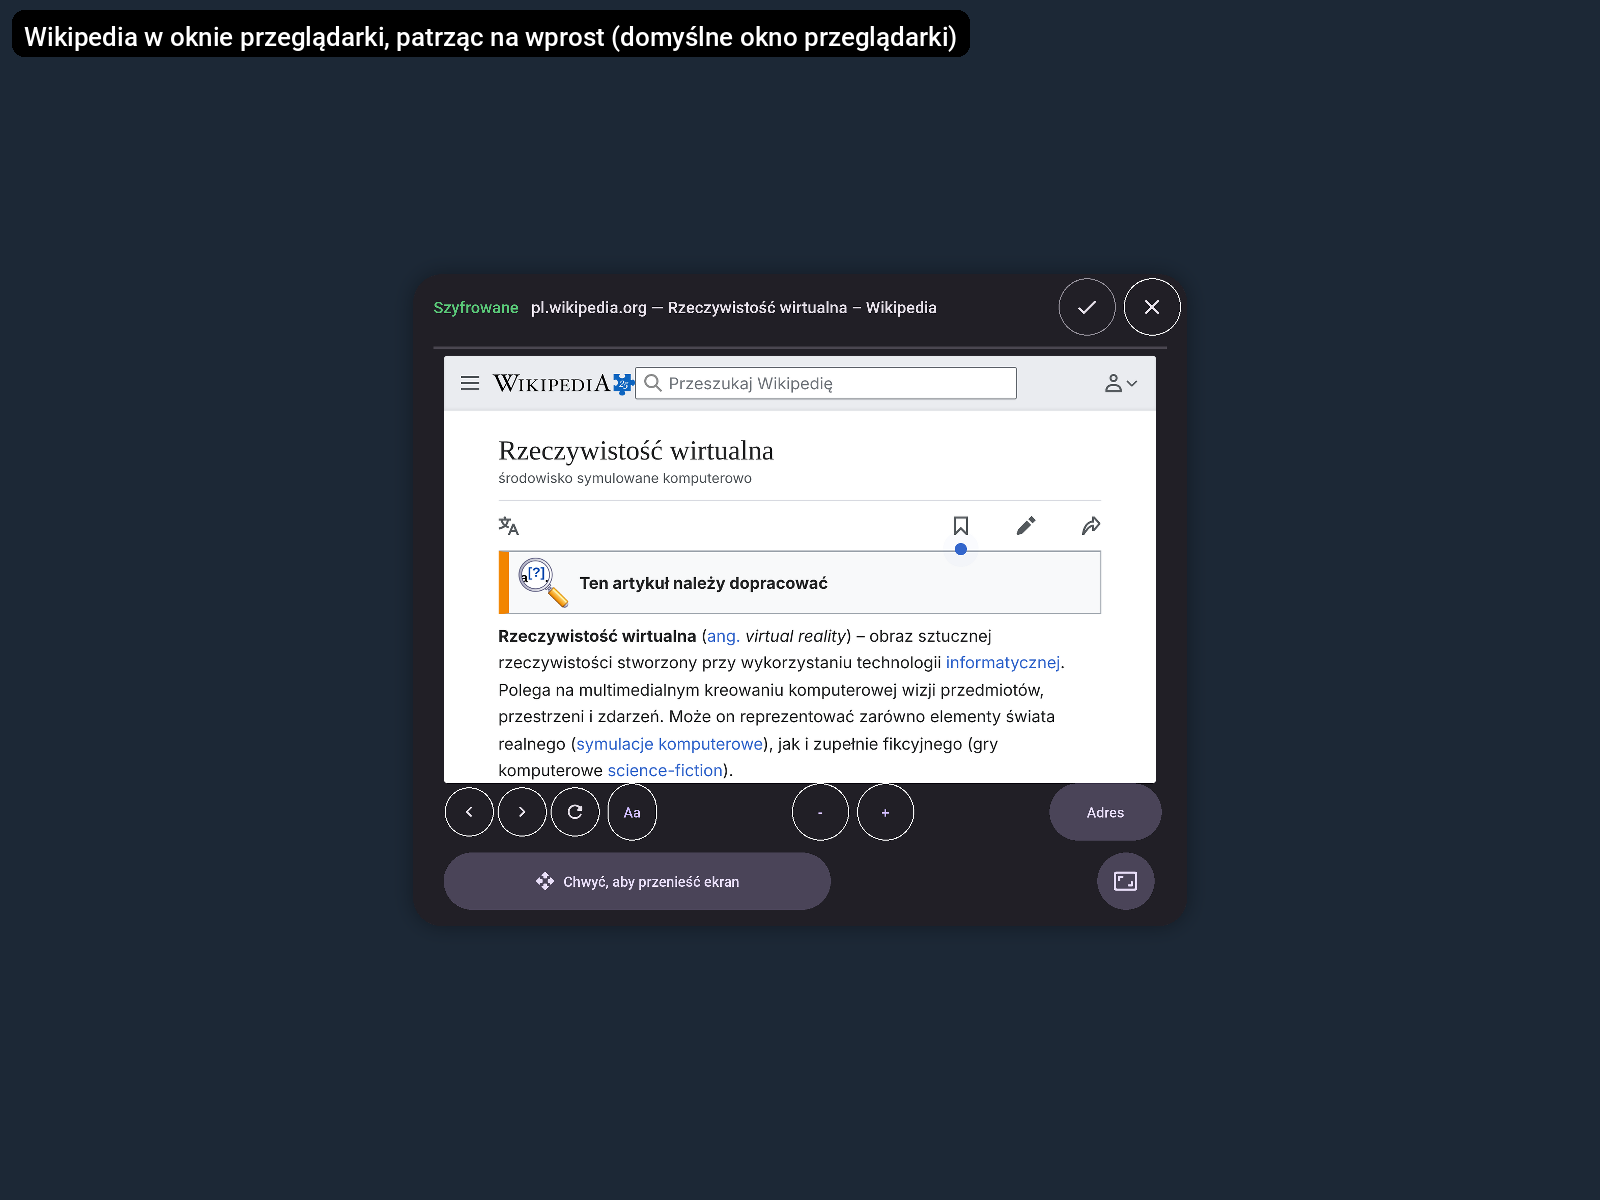 Wikipedia w oknie przeglądarki, patrząc na wprost (domyślne okno przeglądarki)
Szyfrowane pl.wikipedia.org — Rzeczywistość wirtualna – Wikipedia
WIKIPEDIA 25 Przeszukaj Wikipedię
Rzeczywistość wirtualna
środowisko symulowane komputerowo
文A
a[?]
Ten artykuł należy dopracować
Rzeczywistość wirtualna (ang. virtual reality) – obraz sztucznej
rzeczywistości stworzony przy wykorzystaniu technologii informatycznej.
Polega na multimedialnym kreowaniu komputerowej wizji przedmiotów,
przestrzeni i zdarzeń. Może on reprezentować zarówno elementy świata
realnego (symulacje komputerowe), jak i zupełnie fikcyjnego (gry
komputerowe science-fiction).
Aa - + Adres
Chwyć, aby przenieść ekran